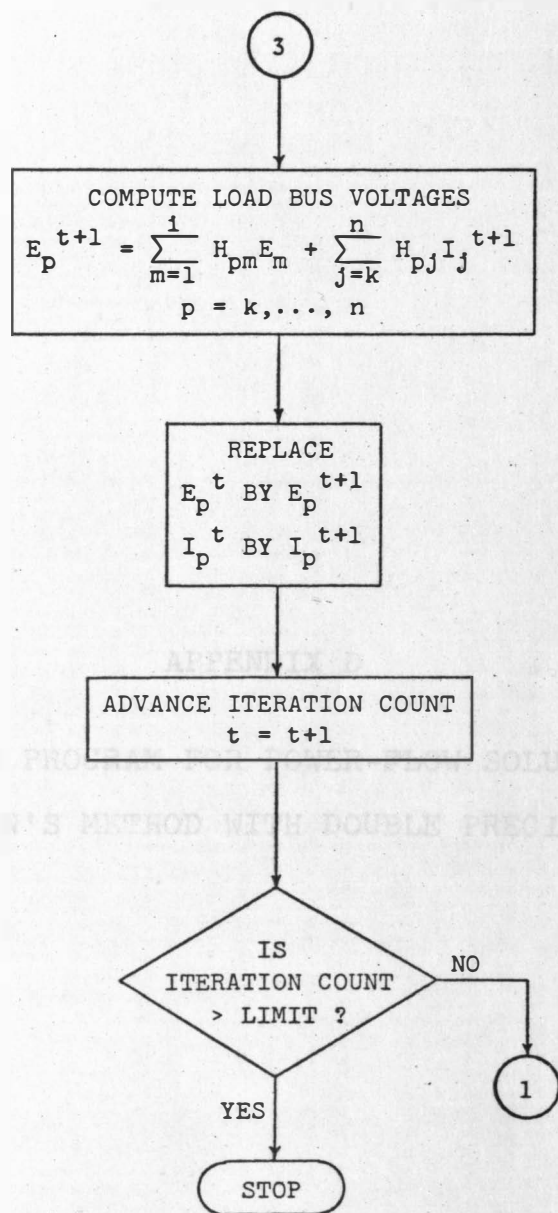 3
COMPUTE LOAD BUS VOLTAGES
E_p^{t+1} = \sum_{m=1}^{i} H_{pm}E_m + \sum_{j=k}^{n} H_{pj}I_j^{t+1}
p = k,..., n
REPLACE
E_p^t BY E_p^{t+1}
I_p^t BY I_p^{t+1}
APPENDIX
ADVANCE ITERATION COUNT
t = t+1
PROGRAM FOR POWER-FLOW SOLU
N'S METHOD WITH DOUBLE PRECI
IS
ITERATION COUNT
> LIMIT ?
NO
1
YES
STOP